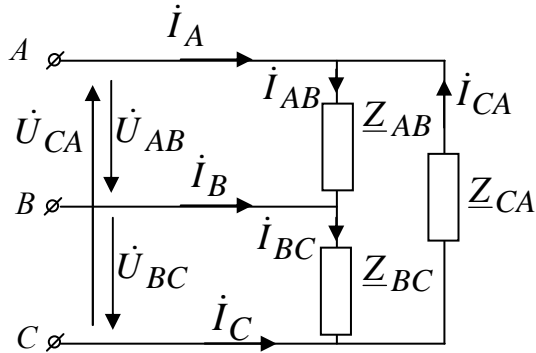 A İ_A
İ_AB Z_AB İ_CA
U̇_CA U̇_AB
B İ_B Z_CA
İ_BC Z_BC
U̇_BC
C İ_C